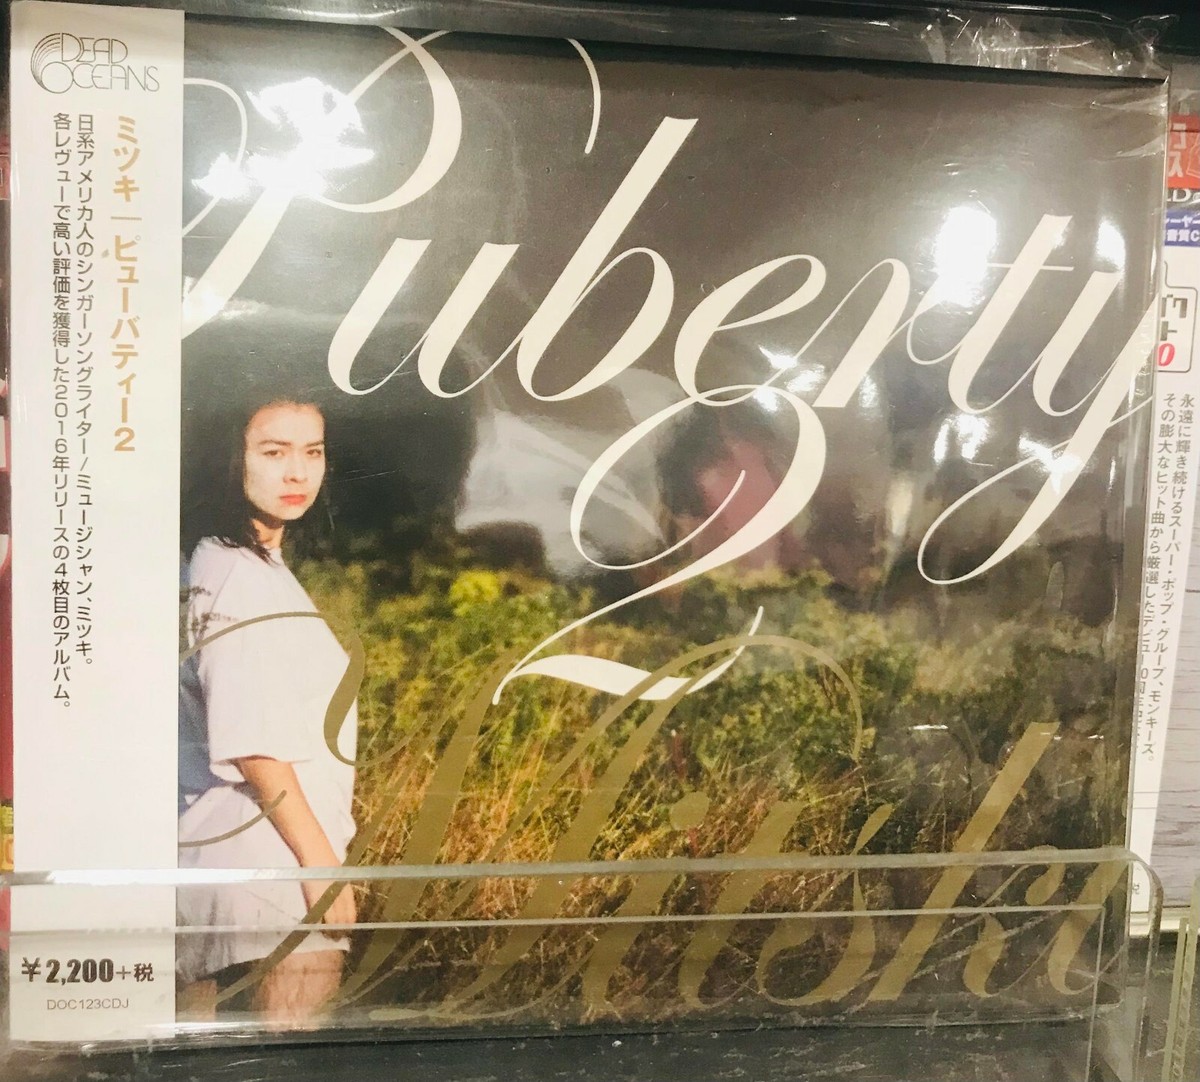 DEAD
OCEANS
ミツキ | ピューバティー2
日系アメリカ人のシンガーソングライター/ミュージシャン、ミツキ。
各レヴューで高い評価を獲得した2016年リリースの4枚目のアルバム。
¥2,200+税
DOC123CDJ
Puberty
2
Mitski
永遠に輝き続けるスーパー・ポップ・グループ、モンキーズ。
その膨大なヒット曲から厳選したデビュー